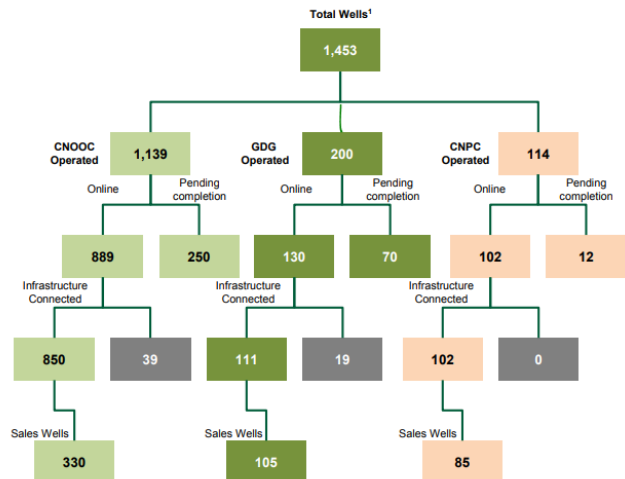 Total Wells¹
1,453
CNOOC
Operated
1,139
GDG
Operated
200
CNPC
Operated
114
Online
Pending
completion
Online
Pending
completion
Online
Pending
completion
889
250
130
70
102
12
Infrastructure
Connected
Infrastructure
Connected
Infrastructure
Connected
850
39
111
19
102
0
Sales Wells
Sales Wells
Sales Wells
330
105
85